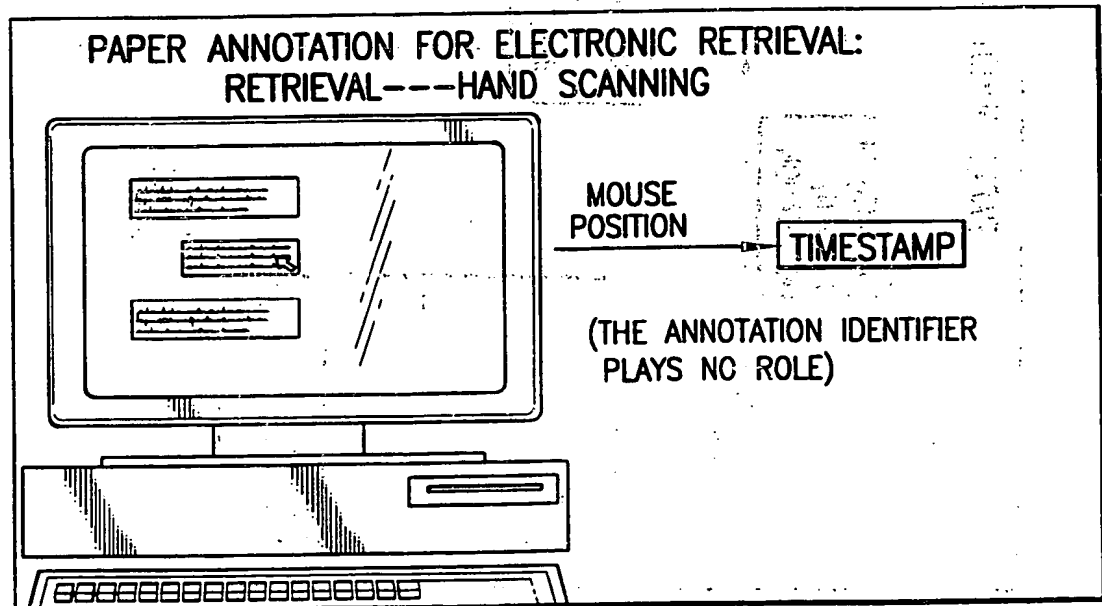 PAPER ANNOTATION FOR ELECTRONIC RETRIEVAL:
RETRIEVAL---HAND SCANNING
MOUSE
POSITION
TIMESTAMP
(THE ANNOTATION IDENTIFIER
PLAYS NO ROLE)